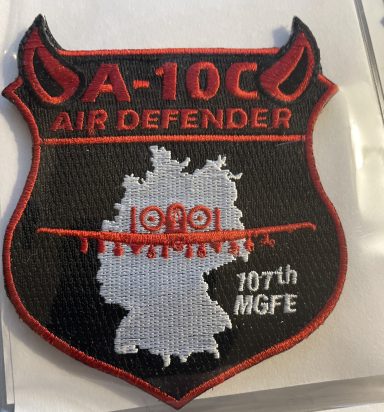 A-10C
AIR DEFENDER
107th
MGFE